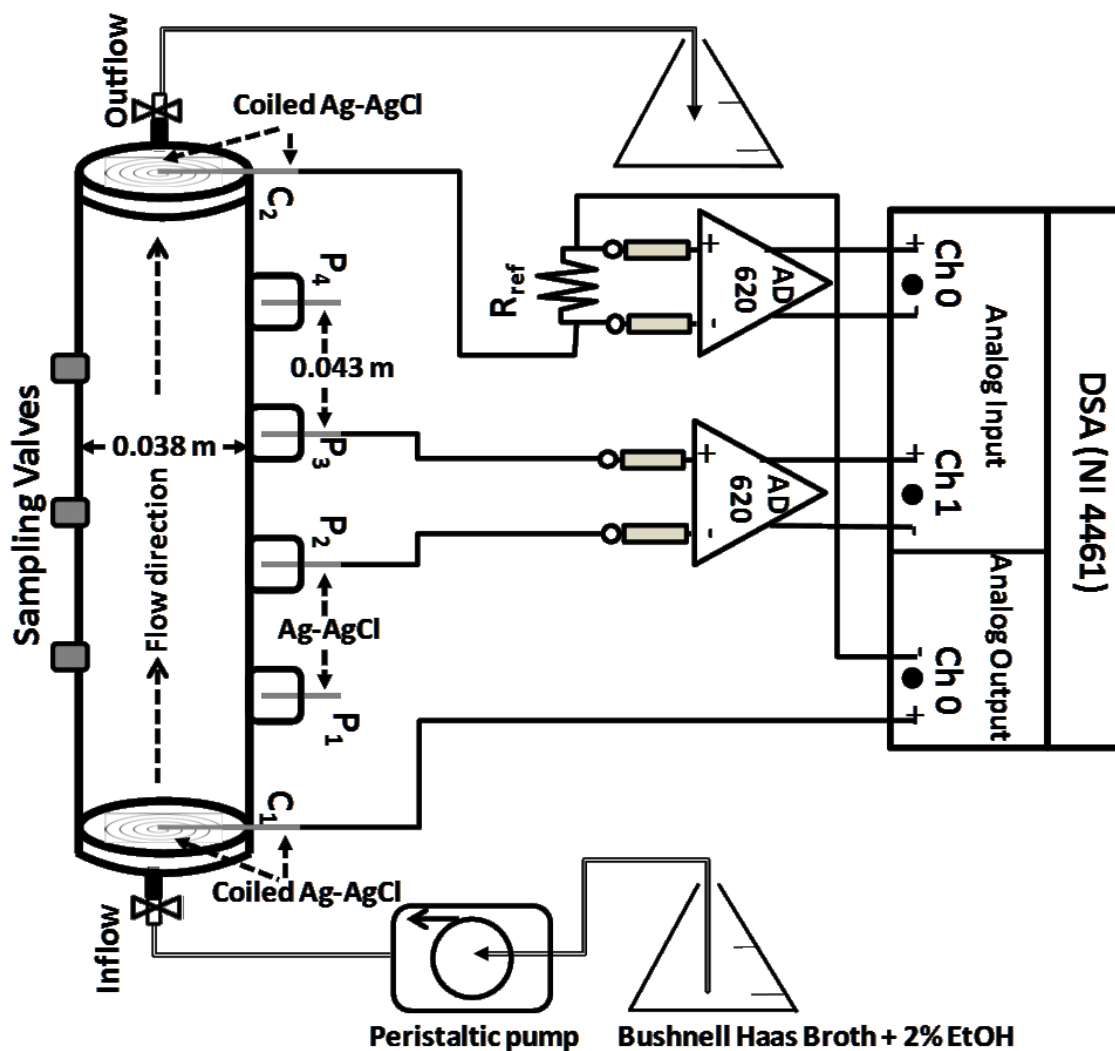 Outflow
Coiled Ag-AgCl
C2
P4
0.043 m
P3
0.038 m
P2
Ag-AgCl
P1
C1
Coiled Ag-AgCl
Inflow
Sampling Valves
Flow direction
Rref
+
-
AD
620
+
-
AD
620
+
Ch 0
-
+
Ch 1
-
Analog Input
-
Ch 0
+
Analog Output
DSA (NI 4461)
Peristaltic pump
Bushnell Haas Broth + 2% EtOH